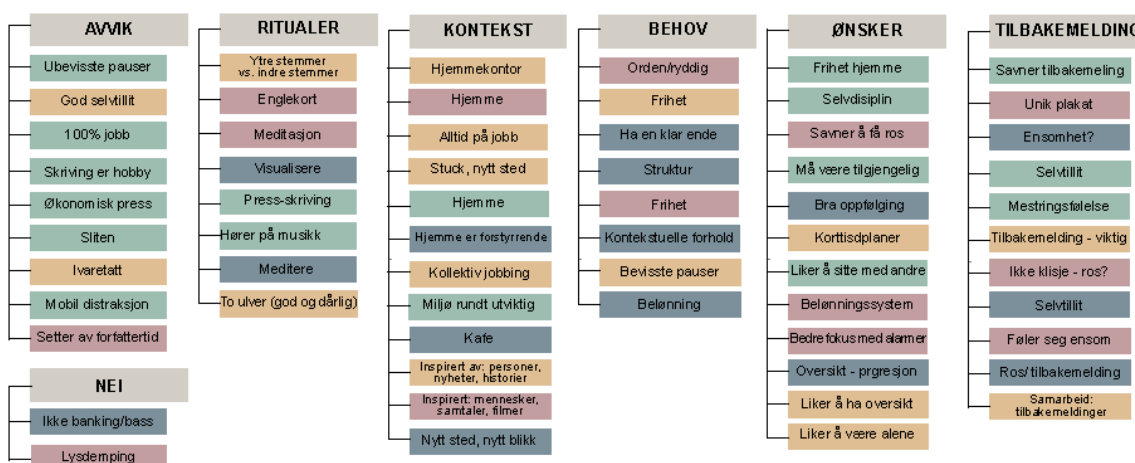 AVVIK
Ubevisste pauser
God selvtillit
100% jobb
Skriving er hobby
Økonomisk press
Sliten
Ivaretatt
Mobil distraksjon
Setter av forfattertid
NEI
Ikke banking/bass
Lysdemping
RITUALER
Ytre stemmer
vs. indre stemmer
Englekort
Meditasjon
Visualisere
Press-skriving
Hører på musikk
Meditere
To ulver (god og dårlig)
KONTEKST
Hjemmekontor
Hjemme
Alltid på jobb
Stuck, nytt sted
Hjemme
Hjemme er forstyrrende
Kollektiv jobbing
Miljø rundt utviktig
Kafe
Inspirert av: personer,
nyheter, historier
Inspirert: mennesker,
samtaler, filmer
Nytt sted, nytt blikk
BEHOV
Orden/ryddig
Frihet
Ha en klar ende
Struktur
Frihet
Kontekstuelle forhold
Bevisste pauser
Belønning
ØNSKER
Frihet hjemme
Selvdisiplin
Savner å få ros
Må være tilgjengelig
Bra oppfølging
Korttisdplaner
Liker å sitte med andre
Belønningssystem
Bedre fokus med alarmer
Oversikt - prgresjon
Liker å ha oversikt
Liker å være alene
TILBAKEMELDING
Savner tilbakemeling
Unik plakat
Ensomhet?
Selvtillit
Mestringsfølelse
Tilbakemelding - viktig
Ikke klisje - ros?
Selvtillit
Føler seg ensom
Ros/tilbakemelding
Samarbeid:
tilbakemeldinger